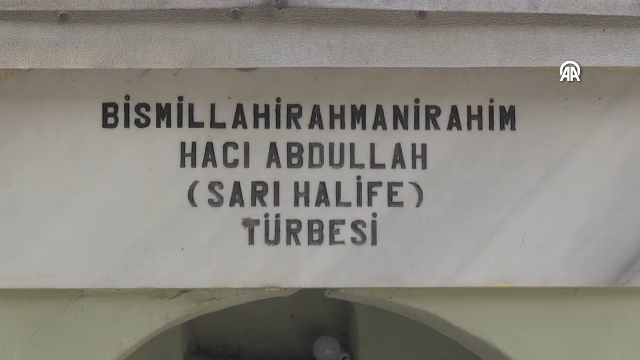 BİSMİLLAHİRAHMANİRAHİM
HACI ABDULLAH
(SARI HALİFE)
TÜRBESİ